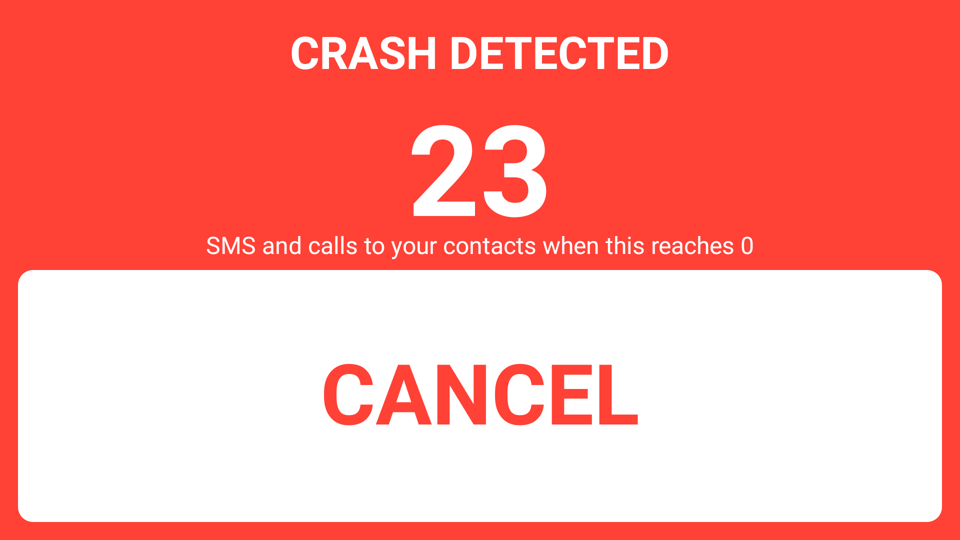 CRASH DETECTED
23
SMS and calls to your contacts when this reaches 0
CANCEL